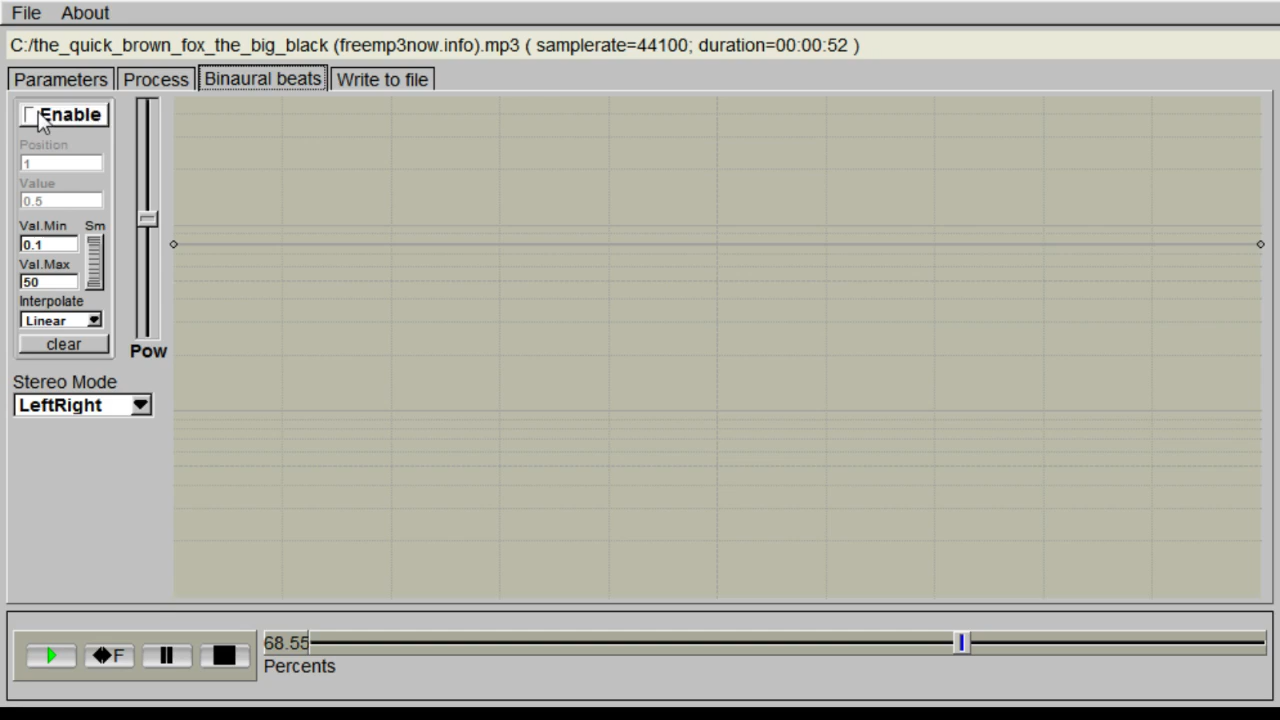 File About
C:/the_quick_brown_fox_the_big_black (freemp3now.info).mp3 ( samplerate=44100; duration=00:00:52 )
Parameters Process Binaural beats Write to file
Enable
Position
1
Value
0.5
Val.Min Sm
0.1
Val.Max
50
Interpolate
Linear
clear
Pow
Stereo Mode
LeftRight
F
68.55
Percents